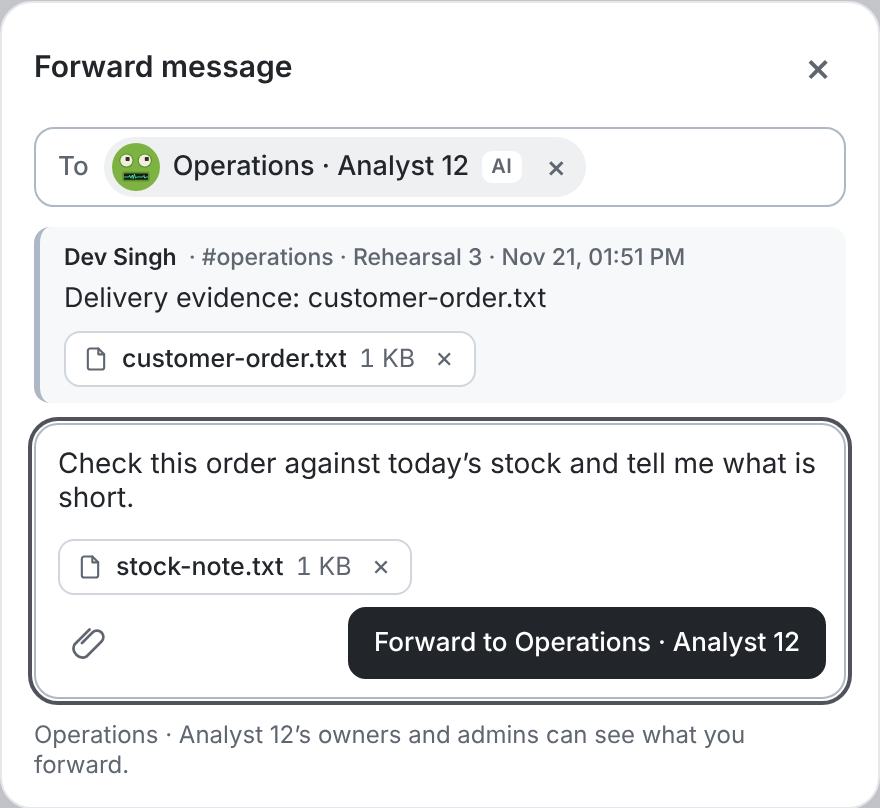 Forward message
To Operations · Analyst 12 AI
Dev Singh · #operations · Rehearsal 3 · Nov 21, 01:51 PM
Delivery evidence: customer-order.txt
customer-order.txt 1 KB
Check this order against today’s stock and tell me what is
short.
stock-note.txt 1 KB
Forward to Operations · Analyst 12
Operations · Analyst 12’s owners and admins can see what you
forward.